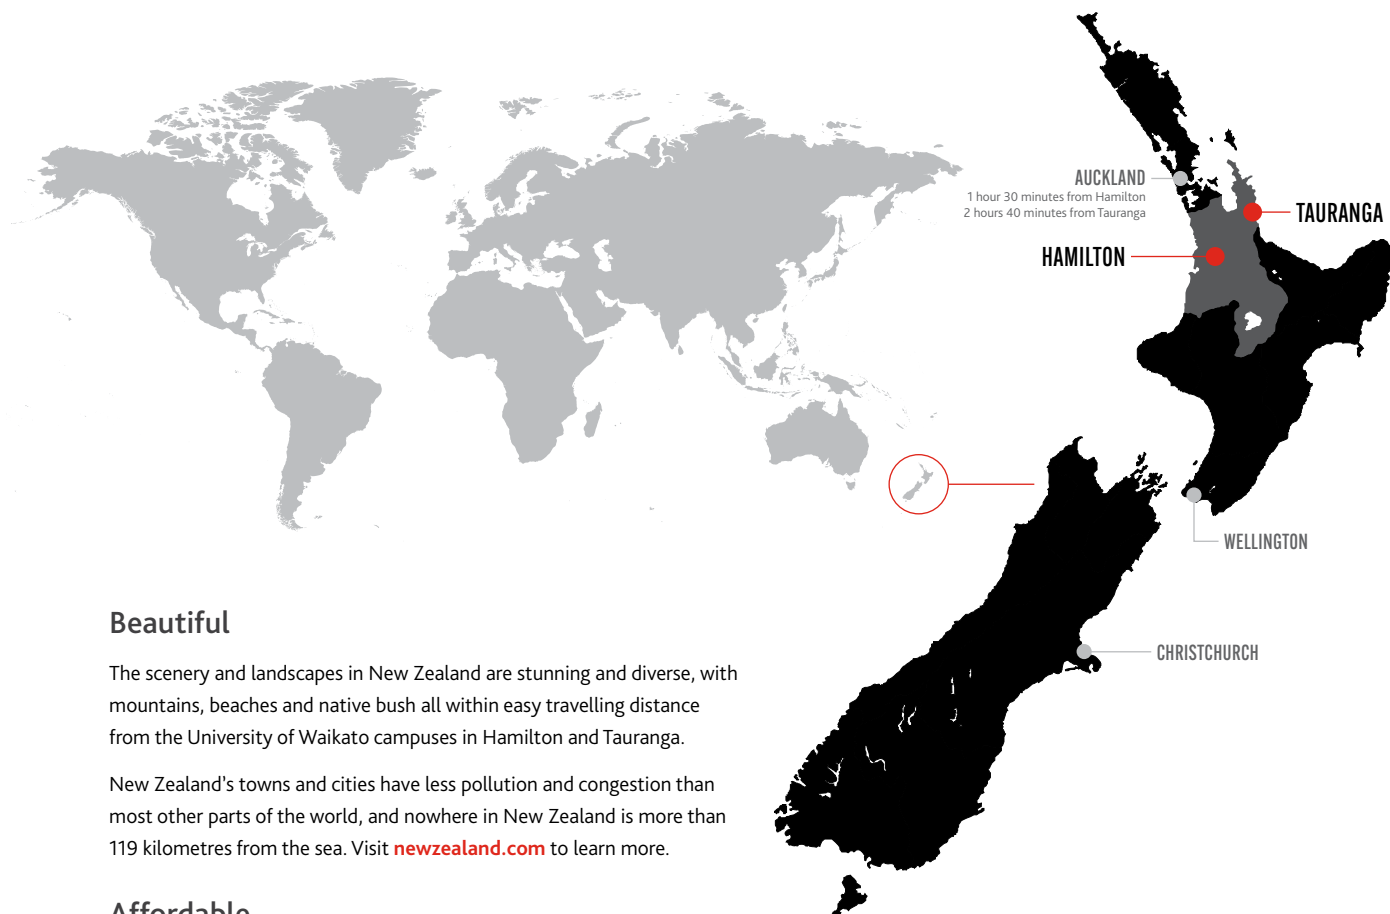 AUCKLAND
1 hour 30 minutes from Hamilton
2 hours 40 minutes from Tauranga
TAURANGA
HAMILTON
WELLINGTON
CHRISTCHURCH
Beautiful
The scenery and landscapes in New Zealand are stunning and diverse, with
mountains, beaches and native bush all within easy travelling distance
from the University of Waikato campuses in Hamilton and Tauranga.
New Zealand's towns and cities have less pollution and congestion than
most other parts of the world, and nowhere in New Zealand is more than
119 kilometres from the sea. Visit newzealand.com to learn more.
Affordable